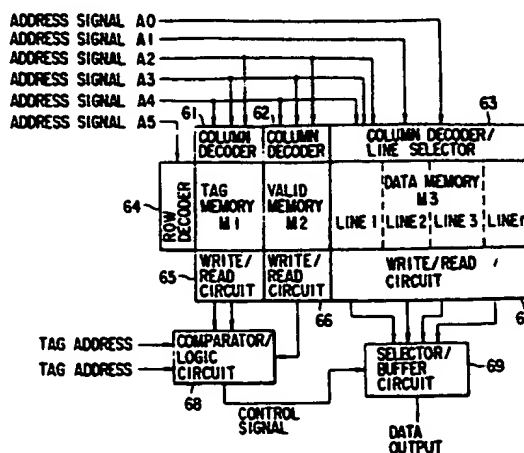 ADDRESS SIGNAL A0
ADDRESS SIGNAL A1
ADDRESS SIGNAL A2
ADDRESS SIGNAL A3
ADDRESS SIGNAL A4
ADDRESS SIGNAL A5
61
62
63
COLUMN DECODER
COLUMN DECODER
COLUMN DECODER/ LINE SELECTOR
64
ROW DECODER
TAG MEMORY M1
VALID MEMORY M2
DATA MEMORY M3
LINE 1
LINE 2
LINE 3
LINE
65
WRITE/ READ CIRCUIT
WRITE/ READ CIRCUIT
WRITE/READ CIRCUIT
66
TAG ADDRESS
TAG ADDRESS
COMPARATOR/ LOGIC CIRCUIT
68
SELECTOR/ BUFFER CIRCUIT
69
CONTROL SIGNAL
DATA OUTPUT